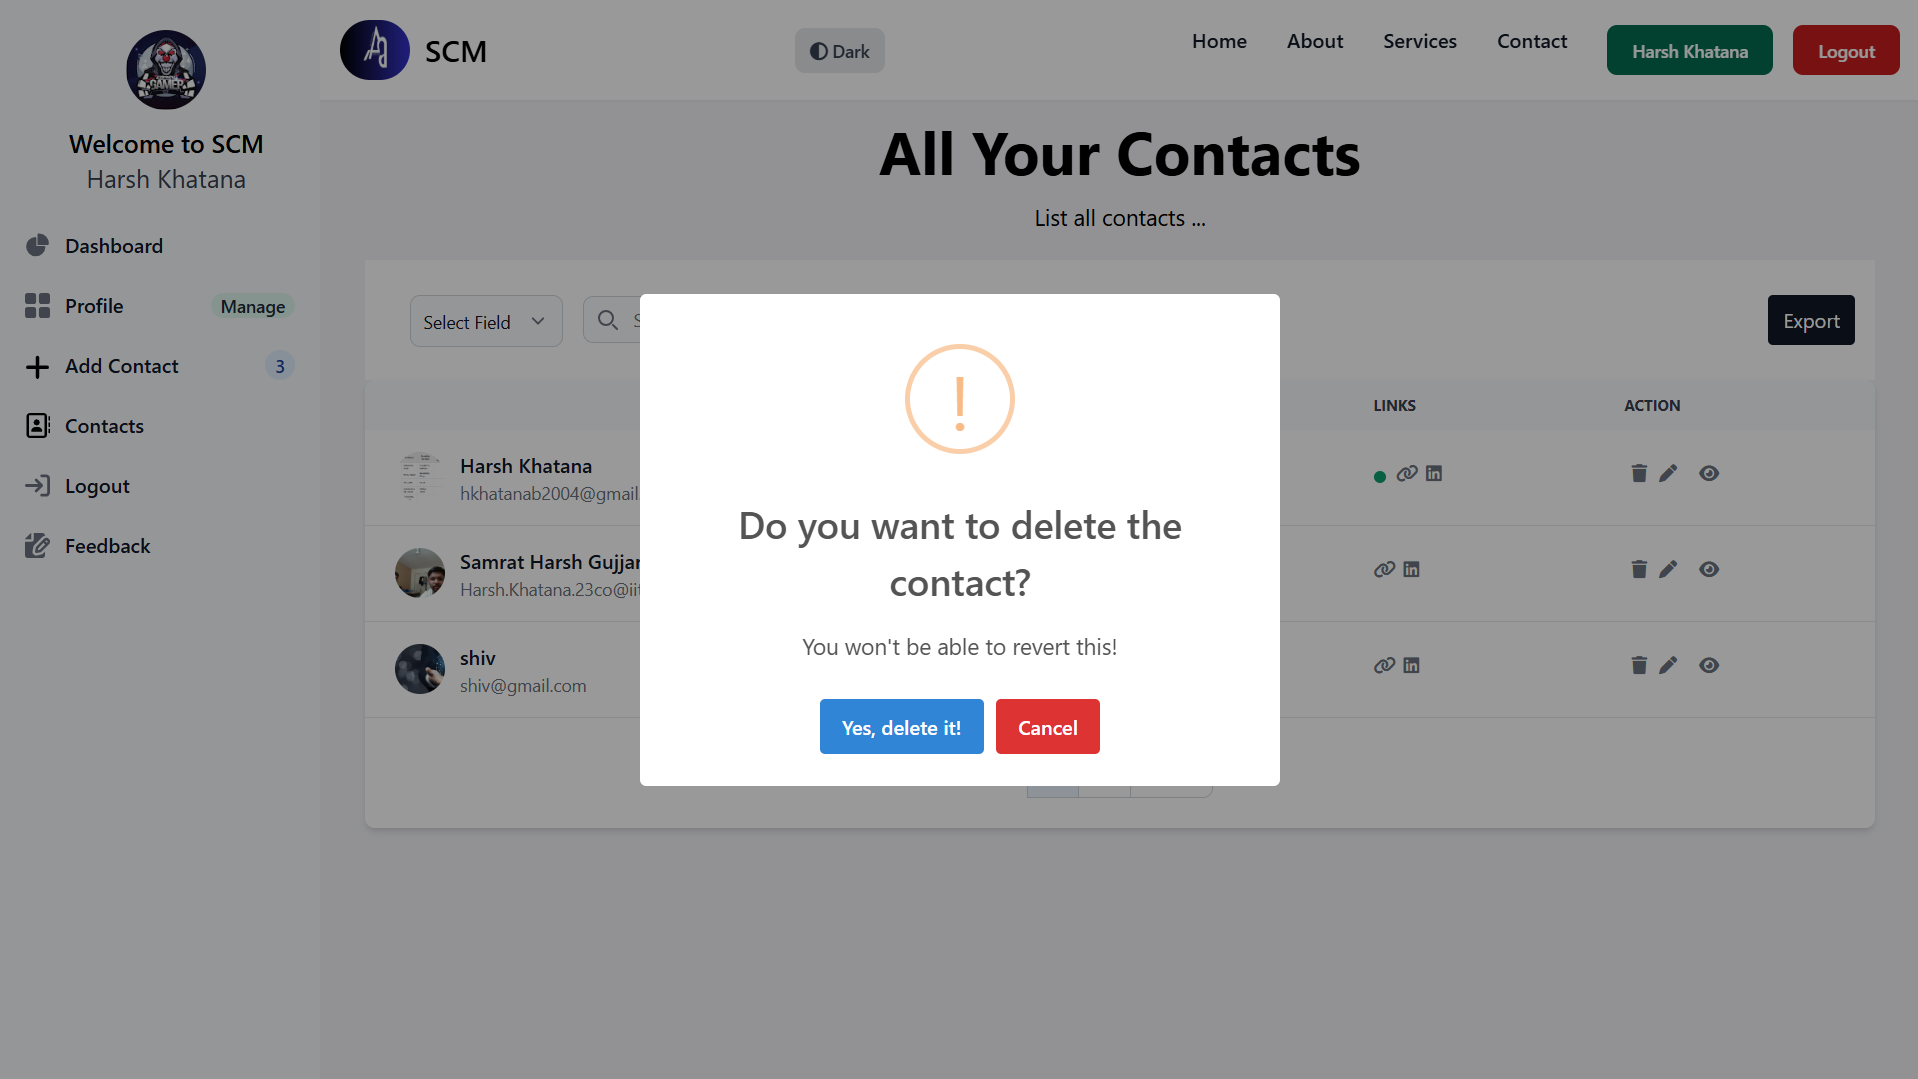 Welcome to SCM
Harsh Khatana
Dashboard
Profile Manage
Add Contact 3
Contacts
Logout
Feedback
SCM
Dark
Home About Services Contact Harsh Khatana Logout
All Your Contacts
List all contacts ...
Select Field
Export
LINKS ACTION
Harsh Khatana
hkhatanab2004@gmail
Samrat Harsh Gujjar
Harsh.Khatana.23co@iit
shiv
shiv@gmail.com
!
Do you want to delete the
contact?
You won't be able to revert this!
Yes, delete it! Cancel